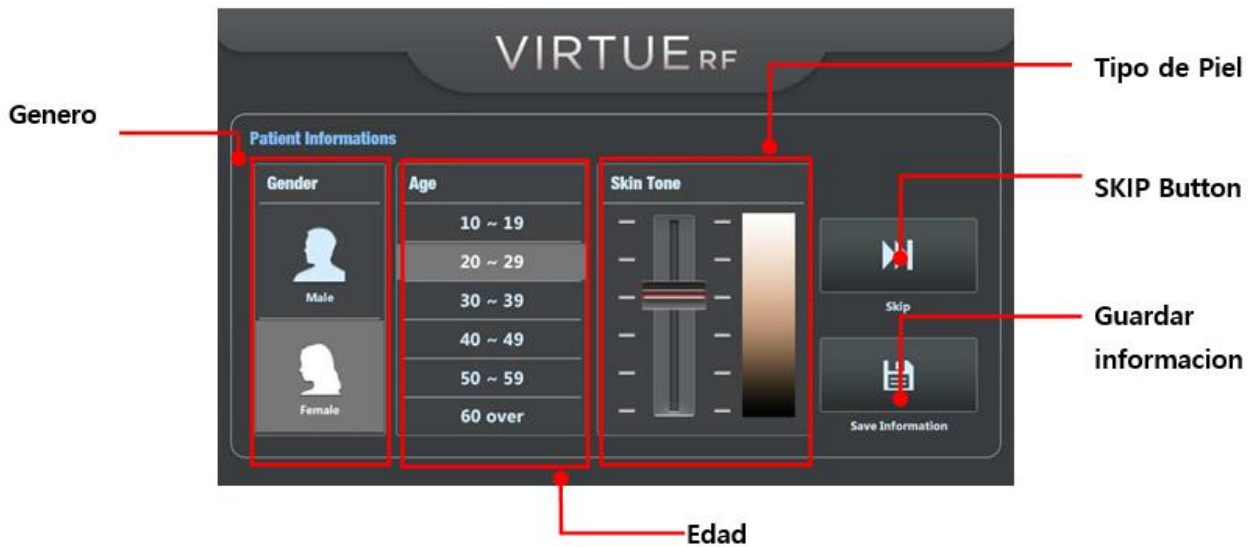 VIRTUE RF
Tipo de Piel
Genero
Patient Informations
Gender
Age
Skin Tone
SKIP Button
10 ~ 19
20 ~ 29
30 ~ 39
40 ~ 49
50 ~ 59
60 over
Male
Female
Skip
Guardar
informacion
Save Information
Edad